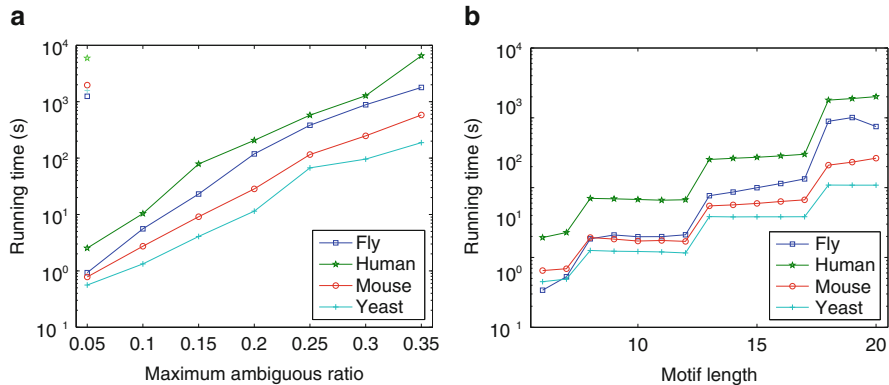 a
Running time (s)
10^4
10^3
10^2
10^1
10^0
10^1
0.05 0.1 0.15 0.2 0.25 0.3 0.35
Maximum ambiguous ratio
Fly
Human
Mouse
Yeast
b
Running time (s)
10^4
10^3
10^2
10^1
10^0
10^1
10 15 20
Motif length
Fly
Human
Mouse
Yeast